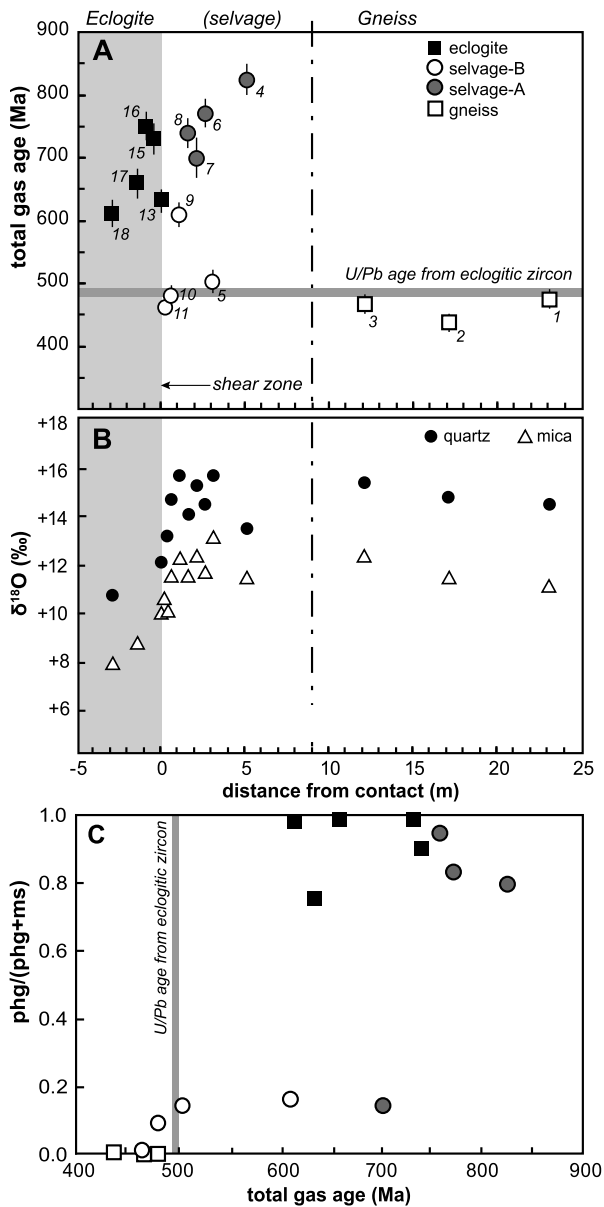 Eclogite (selvage) Gneiss
A
eclogite
selvage-B
selvage-A
gneiss
900
800
700
600
500
400
total gas age (Ma)
4
16
8
6
15
7
17
9
13
18
U/Pb age from eclogitic zircon
10
5
11
3
2
1
shear zone
B
quartz mica
+18
+16
+14
+12
+10
+8
+6
δ18O (‰)
-5 0 5 10 15 20 25
distance from contact (m)
C
1.0
0.8
0.6
0.4
0.2
0.0
phg/(phg+ms)
U/Pb age from eclogitic zircon
400 500 600 700 800 900
total gas age (Ma)